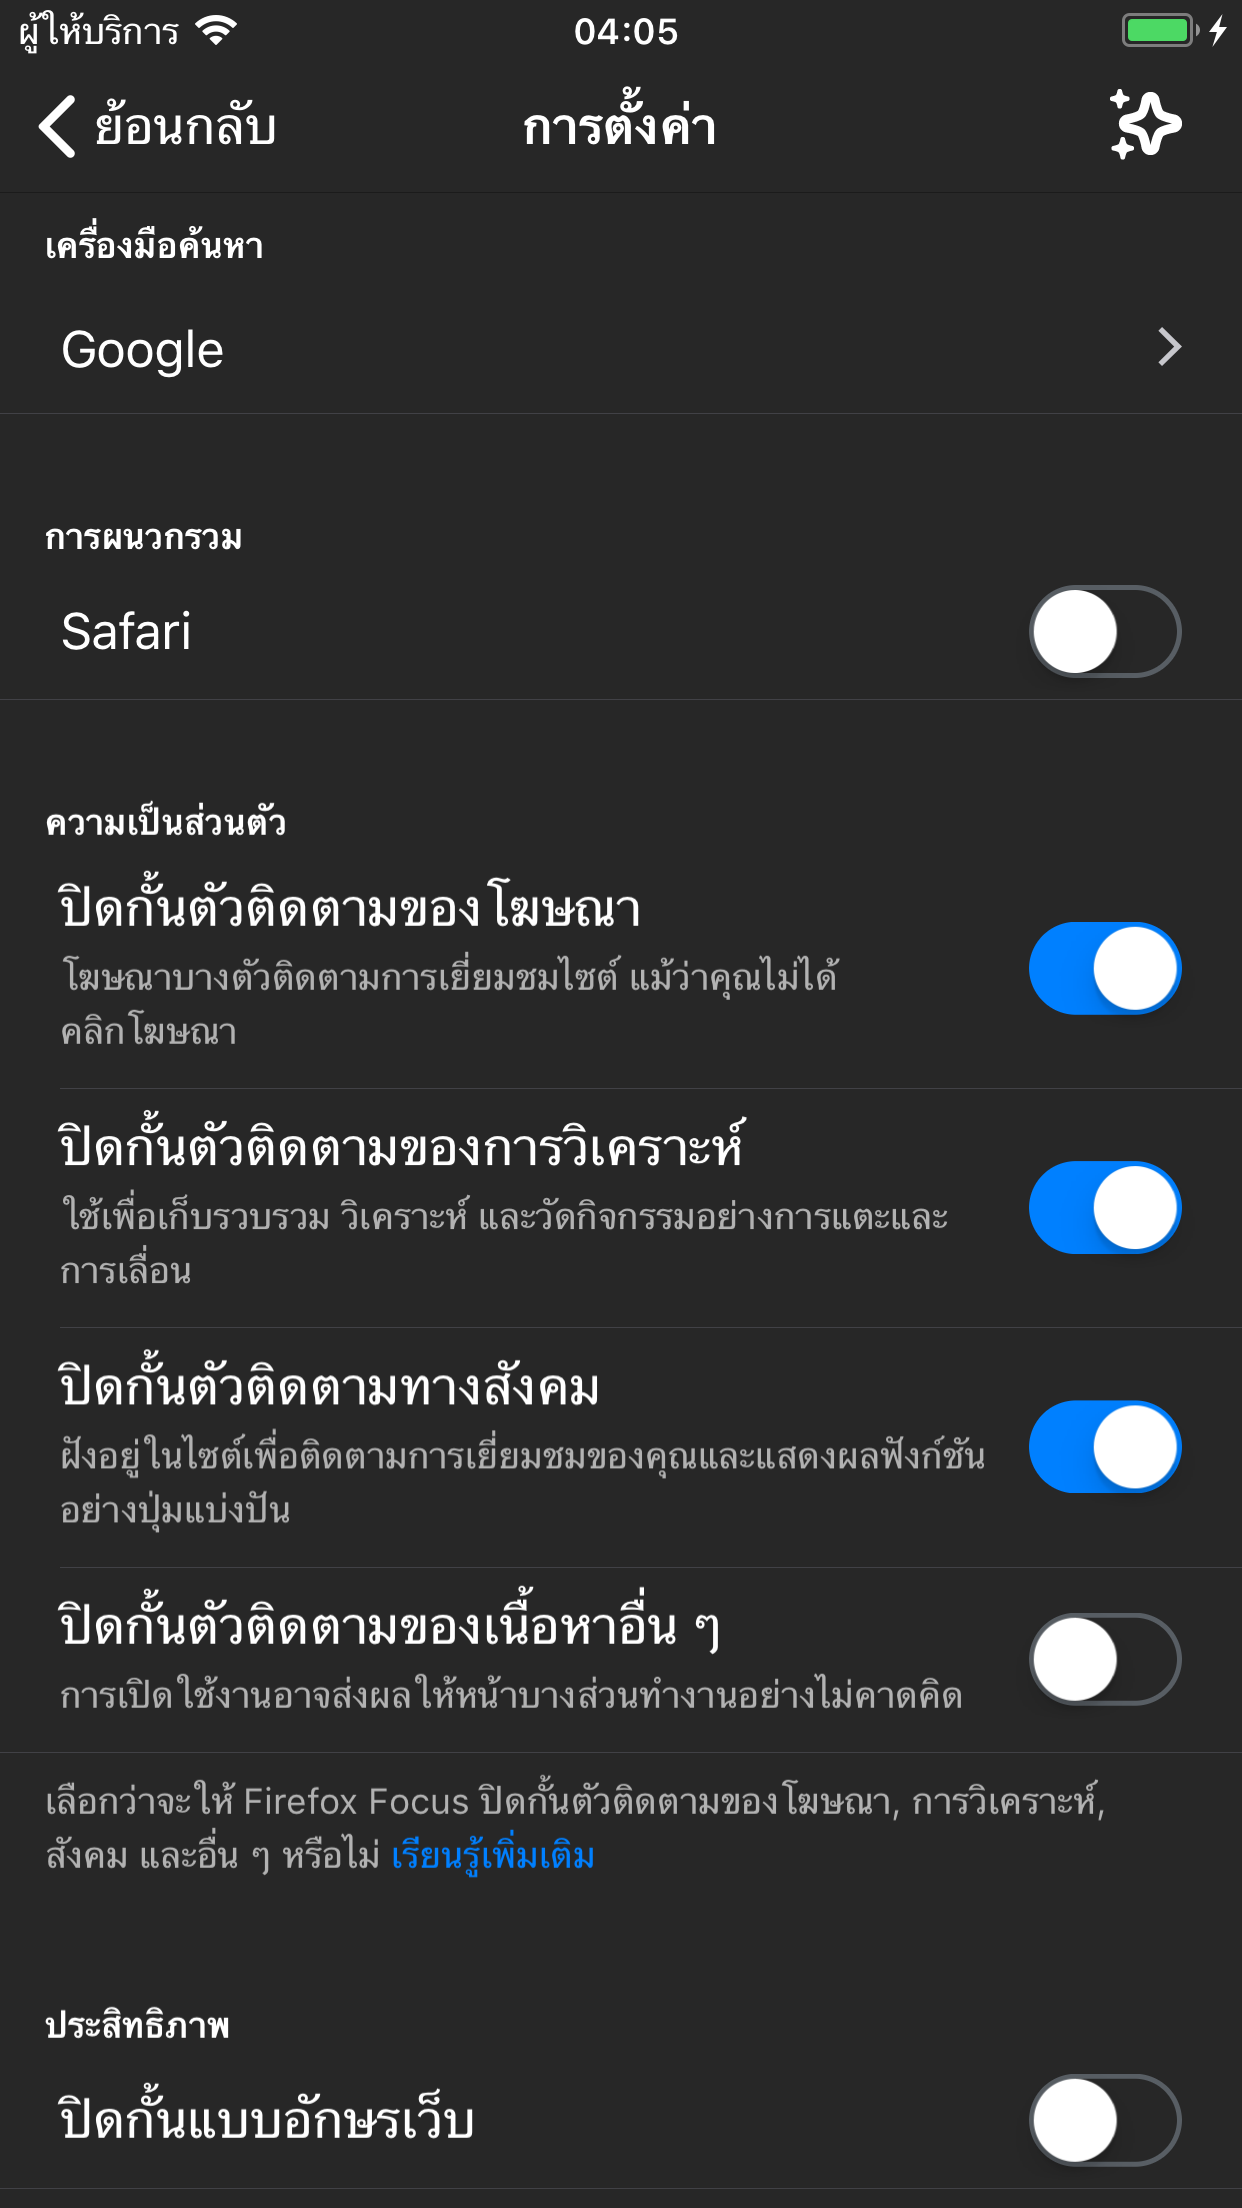 ผู้ให้บริการ 04:05
ย้อนกลับ การตั้งค่า
เครื่องมือค้นหา
Google
การผนวกรวม
Safari
ความเป็นส่วนตัว
ปิดกั้นตัวติดตามของโฆษณา
โฆษณาบางตัวติดตามการเยี่ยมชมไซต์ แม้ว่าคุณไม่ได้
คลิกโฆษณา
ปิดกั้นตัวติดตามของการวิเคราะห์
ใช้เพื่อเก็บรวบรวม วิเคราะห์ และวัดกิจกรรมอย่างการแตะและ
การเลื่อน
ปิดกั้นตัวติดตามทางสังคม
ฝังอยู่ในไซต์เพื่อติดตามการเยี่ยมชมของคุณและแสดงผลฟังก์ชัน
อย่างปุ่มแบ่งปัน
ปิดกั้นตัวติดตามของเนื้อหาอื่น ๆ
การเปิดใช้งานอาจส่งผลให้หน้าบางส่วนทำงานอย่างไม่คาดคิด
เลือกว่าจะให้ Firefox Focus ปิดกั้นตัวติดตามของโฆษณา, การวิเคราะห์,
สังคม และอื่น ๆ หรือไม่ เรียนรู้เพิ่มเติม
ประสิทธิภาพ
ปิดกั้นแบบอักษรเว็บ